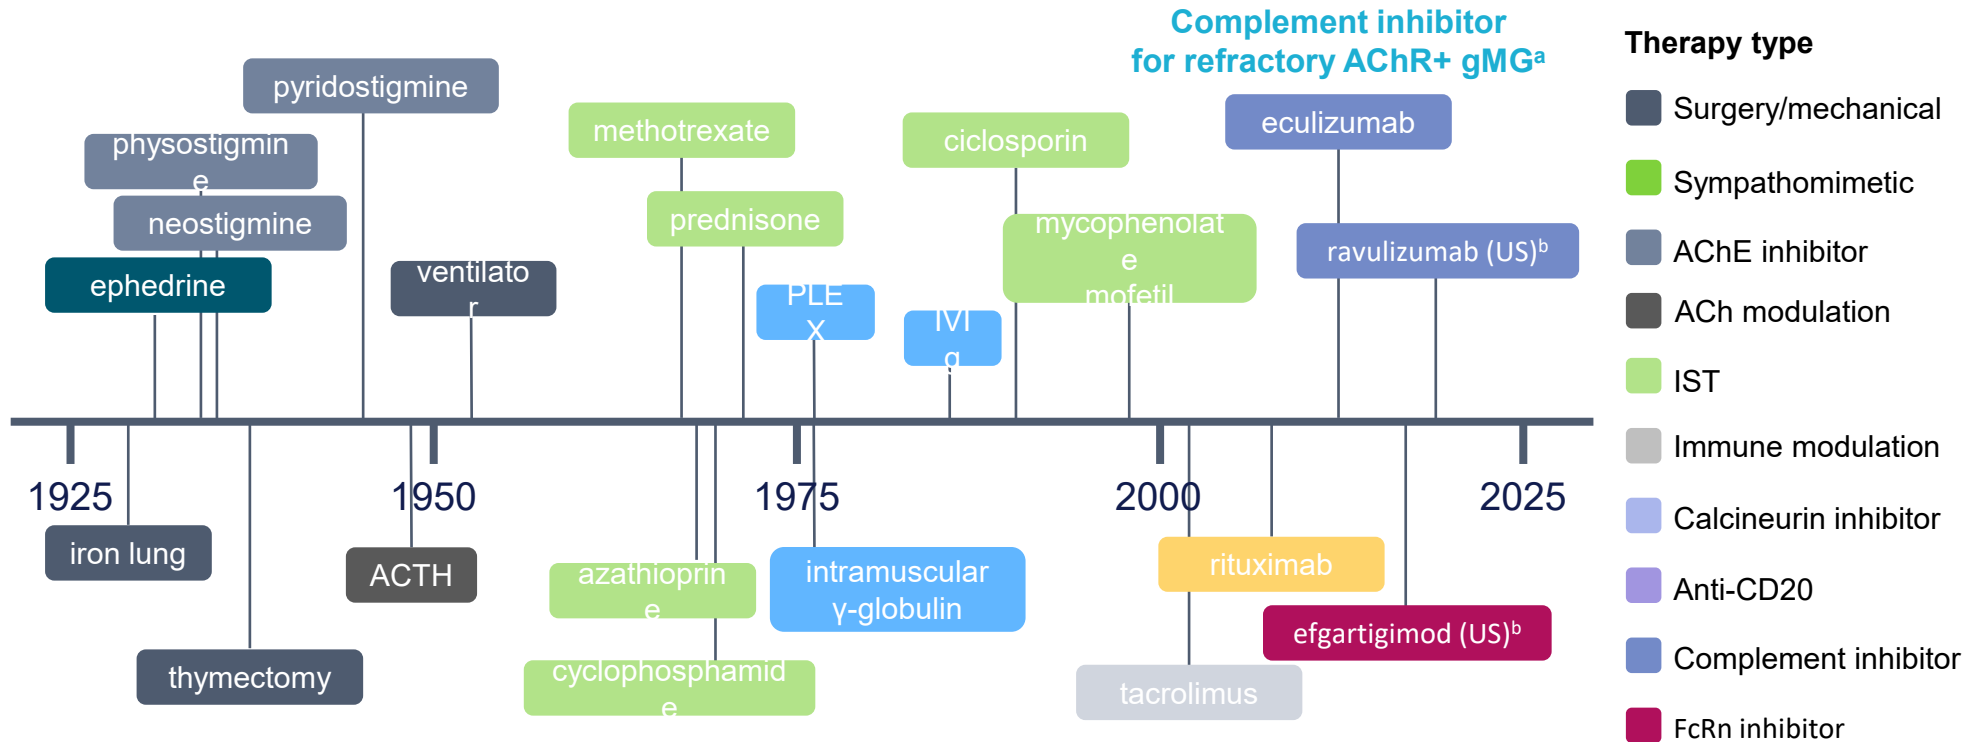 Complement inhibitor
for refractory AChR+ gMGᵃ
pyridostigmine
physostigmin
e
neostigmine
ephedrine
ventilato
r
methotrexate
prednisone
PLE
X
ciclosporin
IVI
g
mycophenolat
e
mofetil
eculizumab
ravulizumab (US)ᵇ
1925
1950
1975
2000
2025
iron lung
thymectomy
ACTH
azathioprin
e
cyclophosphamid
e
intramuscular
γ-globulin
rituximab
efgartigimod (US)ᵇ
tacrolimus
Therapy type
Surgery/mechanical
Sympathomimetic
AChE inhibitor
ACh modulation
IST
Immune modulation
Calcineurin inhibitor
Anti-CD20
Complement inhibitor
FcRn inhibitor